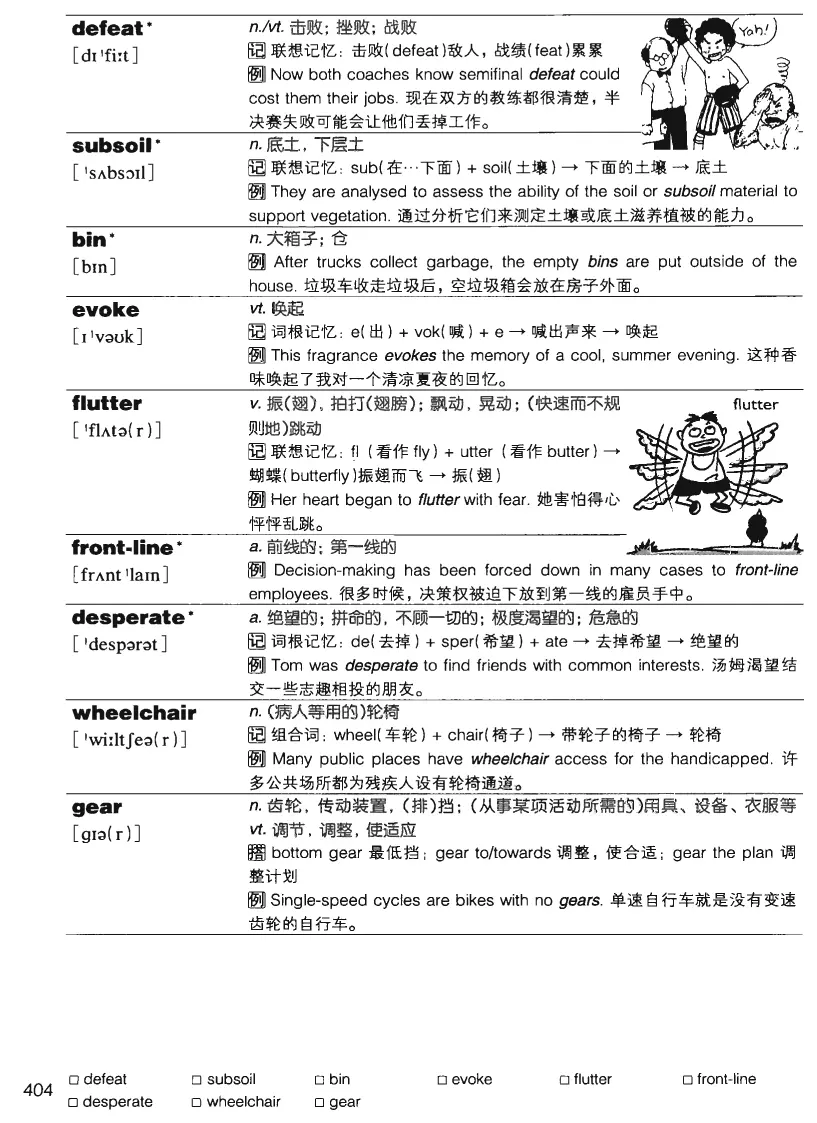 defeat*
[dɪˈfiːt]
n./vt. 击败；挫败；战败
[记] 联想记忆：击败(defeat)敌人，战绩(feat)累累
[例] Now both coaches know semifinal defeat could
cost them their jobs. 现在双方的教练都很清楚，半
决赛失败可能会让他们丢掉工作。
Yah!
subsoil*
[ˈsʌbsɔɪl]
n. 底土，下层土
[记] 联想记忆：sub(在…下面) + soil(土壤) → 下面的土壤 → 底土
[例] They are analysed to assess the ability of the soil or subsoil material to
support vegetation. 通过分析它们来测定土壤或底土滋养植被的能力。
bin*
[bɪn]
n. 大箱子；仓
[例] After trucks collect garbage, the empty bins are put outside of the
house. 垃圾车收走垃圾后，空垃圾箱会放在房子外面。
evoke
[ɪˈvəʊk]
vt. 唤起
[记] 词根记忆：e(出) + vok(喊) + e → 喊出声来 → 唤起
[例] This fragrance evokes the memory of a cool, summer evening. 这种香
味唤起了我对一个清凉夏夜的回忆。
flutter
[ˈflʌtə(r)]
v. 振(翅)，拍打(翅膀)；飘动，晃动；(快速而不规
则地)跳动
[记] 联想记忆：fl (看作 fly) + utter (看作 butter) →
蝴蝶(butterfly)振翅而飞 → 振(翅)
[例] Her heart began to flutter with fear. 她害怕得心
怦怦乱跳。
flutter
front-line*
[frʌntˈlaɪn]
a. 前线的；第一线的
[例] Decision-making has been forced down in many cases to front-line
employees. 很多时候，决策权被迫下放到第一线的雇员手中。
desperate*
[ˈdespərət]
a. 绝望的；拼命的，不顾一切的；极度渴望的；危急的
[记] 词根记忆：de(去掉) + sper(希望) + ate → 去掉希望 → 绝望的
[例] Tom was desperate to find friends with common interests. 汤姆渴望结
交一些志趣相投的朋友。
wheelchair
[ˈwiːltʃeə(r)]
n. (病人等用的)轮椅
[记] 组合词：wheel(车轮) + chair(椅子) → 带轮子的椅子 → 轮椅
[例] Many public places have wheelchair access for the handicapped. 许
多公共场所都为残疾人设有轮椅通道。
gear
[ɡɪə(r)]
n. 齿轮，传动装置，(排)挡；(从事某项活动所需的)用具、设备、衣服等
vt. 调节，调整，使适应
[搭] bottom gear 最低挡；gear to/towards 调整，使合适；gear the plan 调
整计划
[例] Single-speed cycles are bikes with no gears. 单速自行车就是没有变速
齿轮的自行车。
404
□ defeat □ subsoil □ bin □ evoke □ flutter □ front-line
□ desperate □ wheelchair □ gear